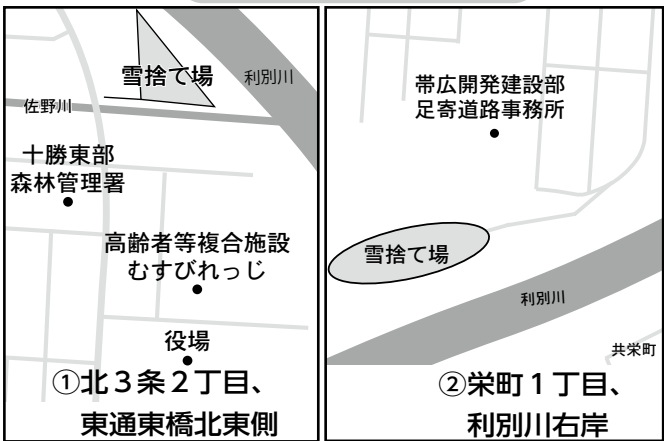 雪捨て場
利別川
佐野川
十勝東部
森林管理署
高齢者等複合施設
むすびれっじ
役場
①北3条2丁目、
東通東橋北東側
帯広開発建設部
足寄道路事務所
雪捨て場
利別川
共栄町
②栄町1丁目、
利別川右岸